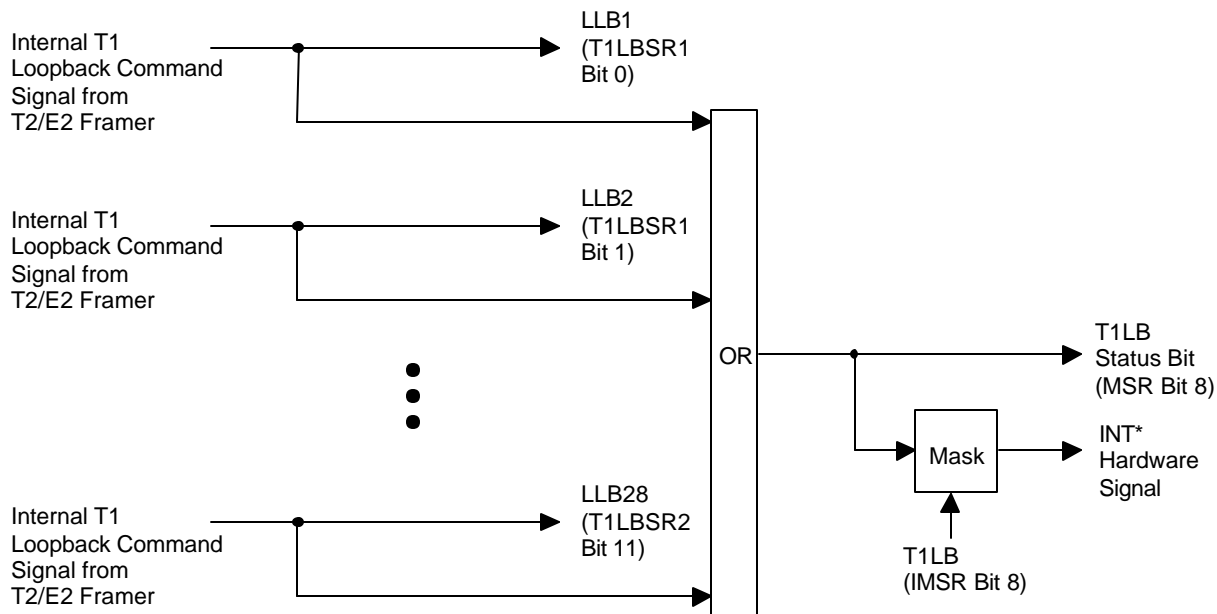 Internal T1
Loopback Command
Signal from
T2/E2 Framer
LLB1
(T1LBSR1
Bit 0)
Internal T1
Loopback Command
Signal from
T2/E2 Framer
LLB2
(T1LBSR1
Bit 1)
OR
T1LB
Status Bit
(MSR Bit 8)
Mask
INT*
Hardware
Signal
T1LB
(IMSR Bit 8)
Internal T1
Loopback Command
Signal from
T2/E2 Framer
LLB28
(T1LBSR2
Bit 11)